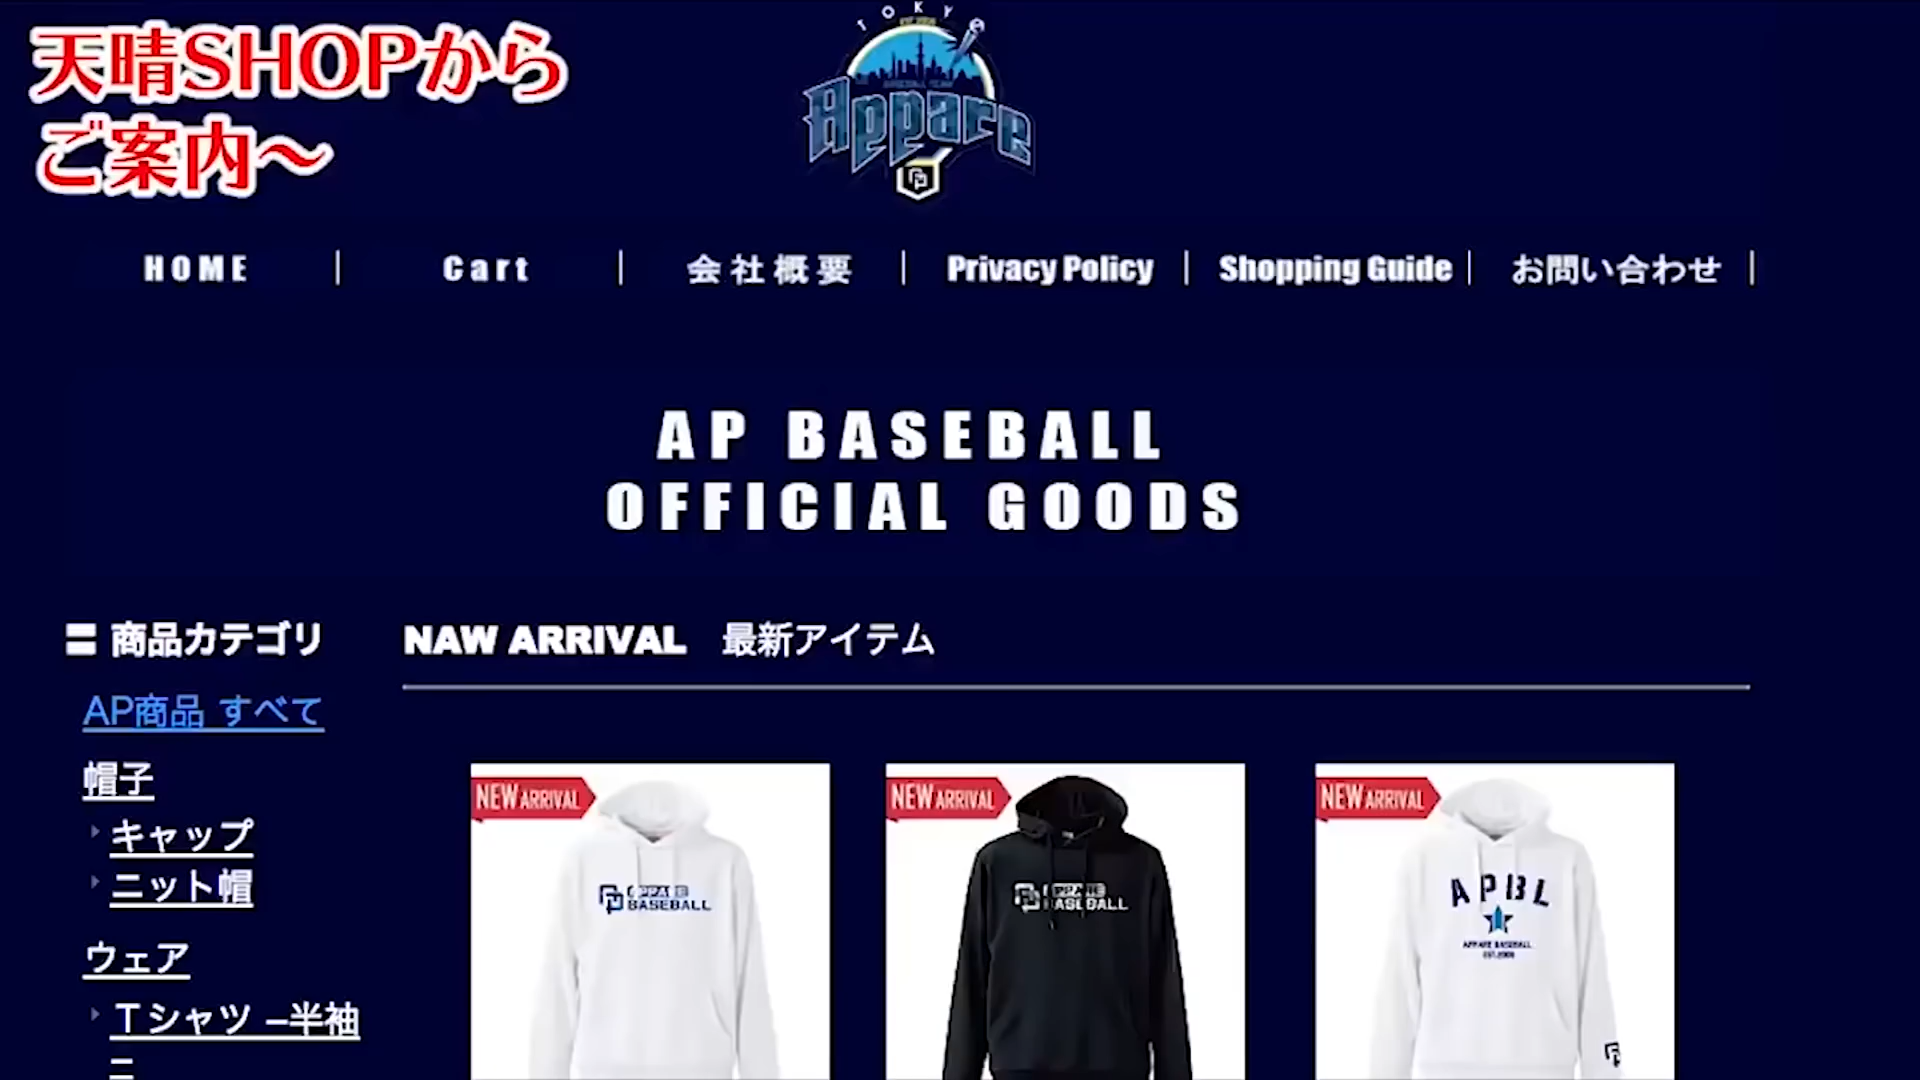 天晴SHOPから
ご案内～
TOKYO
Appare
HOME
Cart
会社概要
Privacy Policy
Shopping Guide
お問い合わせ
AP BASEBALL
OFFICIAL GOODS
商品カテゴリ
NAW ARRIVAL 最新アイテム
AP商品 すべて
帽子
キャップ
ニット帽
ウェア
Tシャツ –半袖
NEW ARRIVAL
APPARE
BASEBALL
NEW ARRIVAL
APPARE
BASEBALL
NEW ARRIVAL
APBL
APPARE BASEBALL